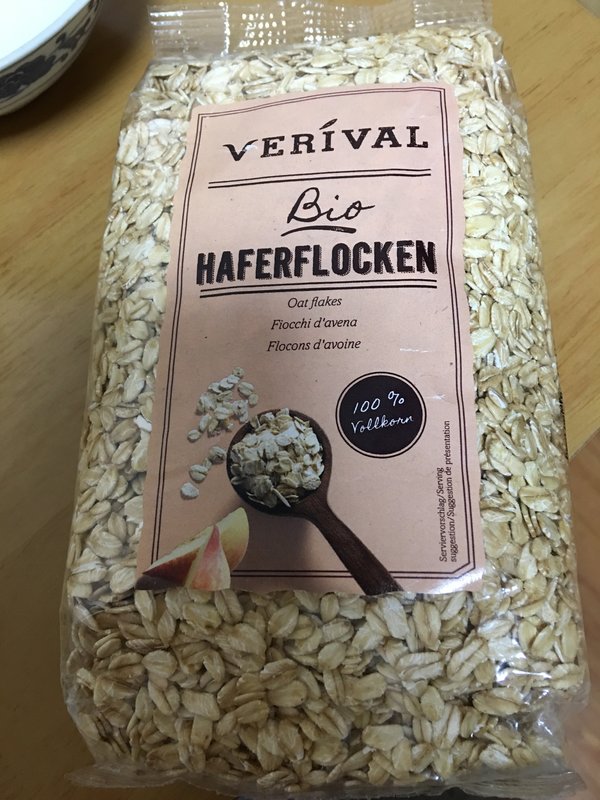 VERÍVAL
Bio
HAFERFLOCKEN
Oat flakes
Fiocchi d'avena
Flocons d'avoine
100 %
Vollkorn
Serviervorschlag/Serving
suggestion/Suggestion de présentation